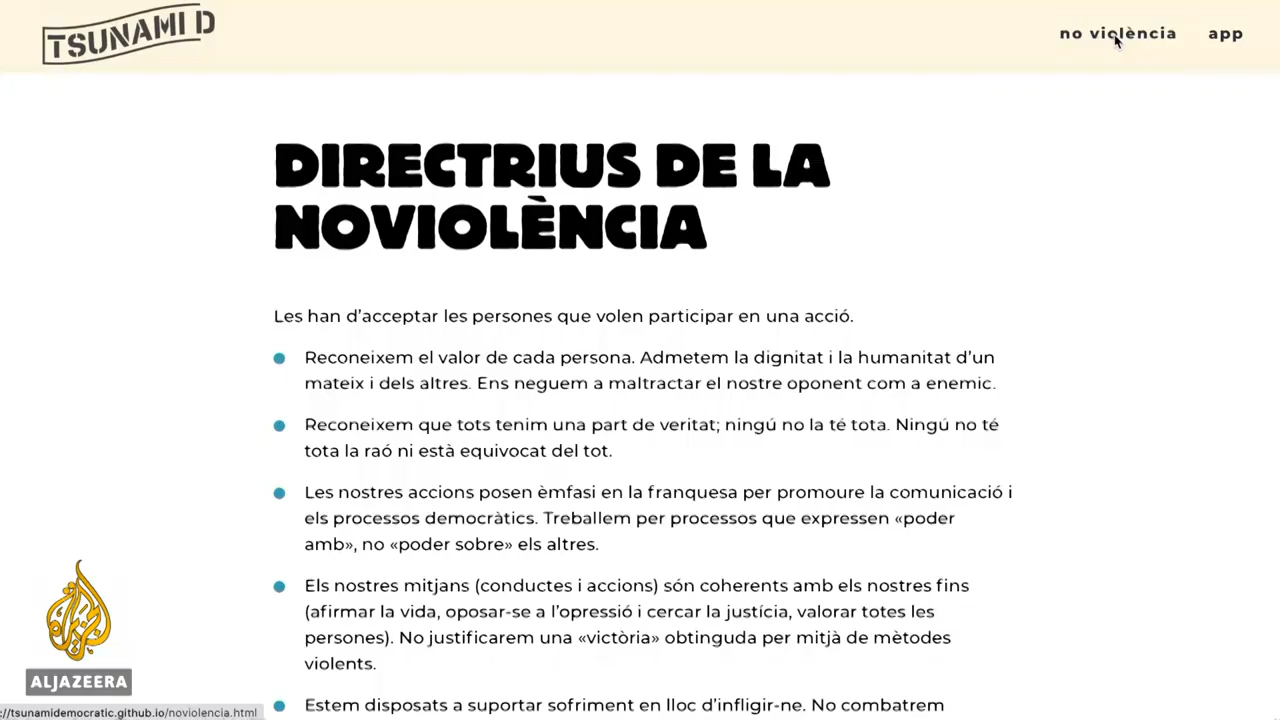 TSUNAMI D
no violència
app
DIRECTRIUS DE LA
NOVIOLÈNCIA
Les han d’acceptar les persones que volen participar en una acció.
Reconeixem el valor de cada persona. Admetem la dignitat i la humanitat d’un
mateix i dels altres. Ens neguem a maltractar el nostre oponent com a enemic.
Reconeixem que tots tenim una part de veritat; ningú no la té tota. Ningú no té
tota la raó ni està equivocat del tot.
Les nostres accions posen èmfasi en la franquesa per promoure la comunicació i
els processos democràtics. Treballem per processos que expressen «poder
amb», no «poder sobre» els altres.
Els nostres mitjans (conductes i accions) són coherents amb els nostres fins
(afirmar la vida, oposar-se a l’opressió i cercar la justícia, valorar totes les
persones). No justificarem una «victòria» obtinguda per mitjà de mètodes
violents.
Estem disposats a suportar sofriment en lloc d’infligir-ne. No combatrem
ALJAZEERA
://tsunamidemocratic.github.io/noviolencia.html